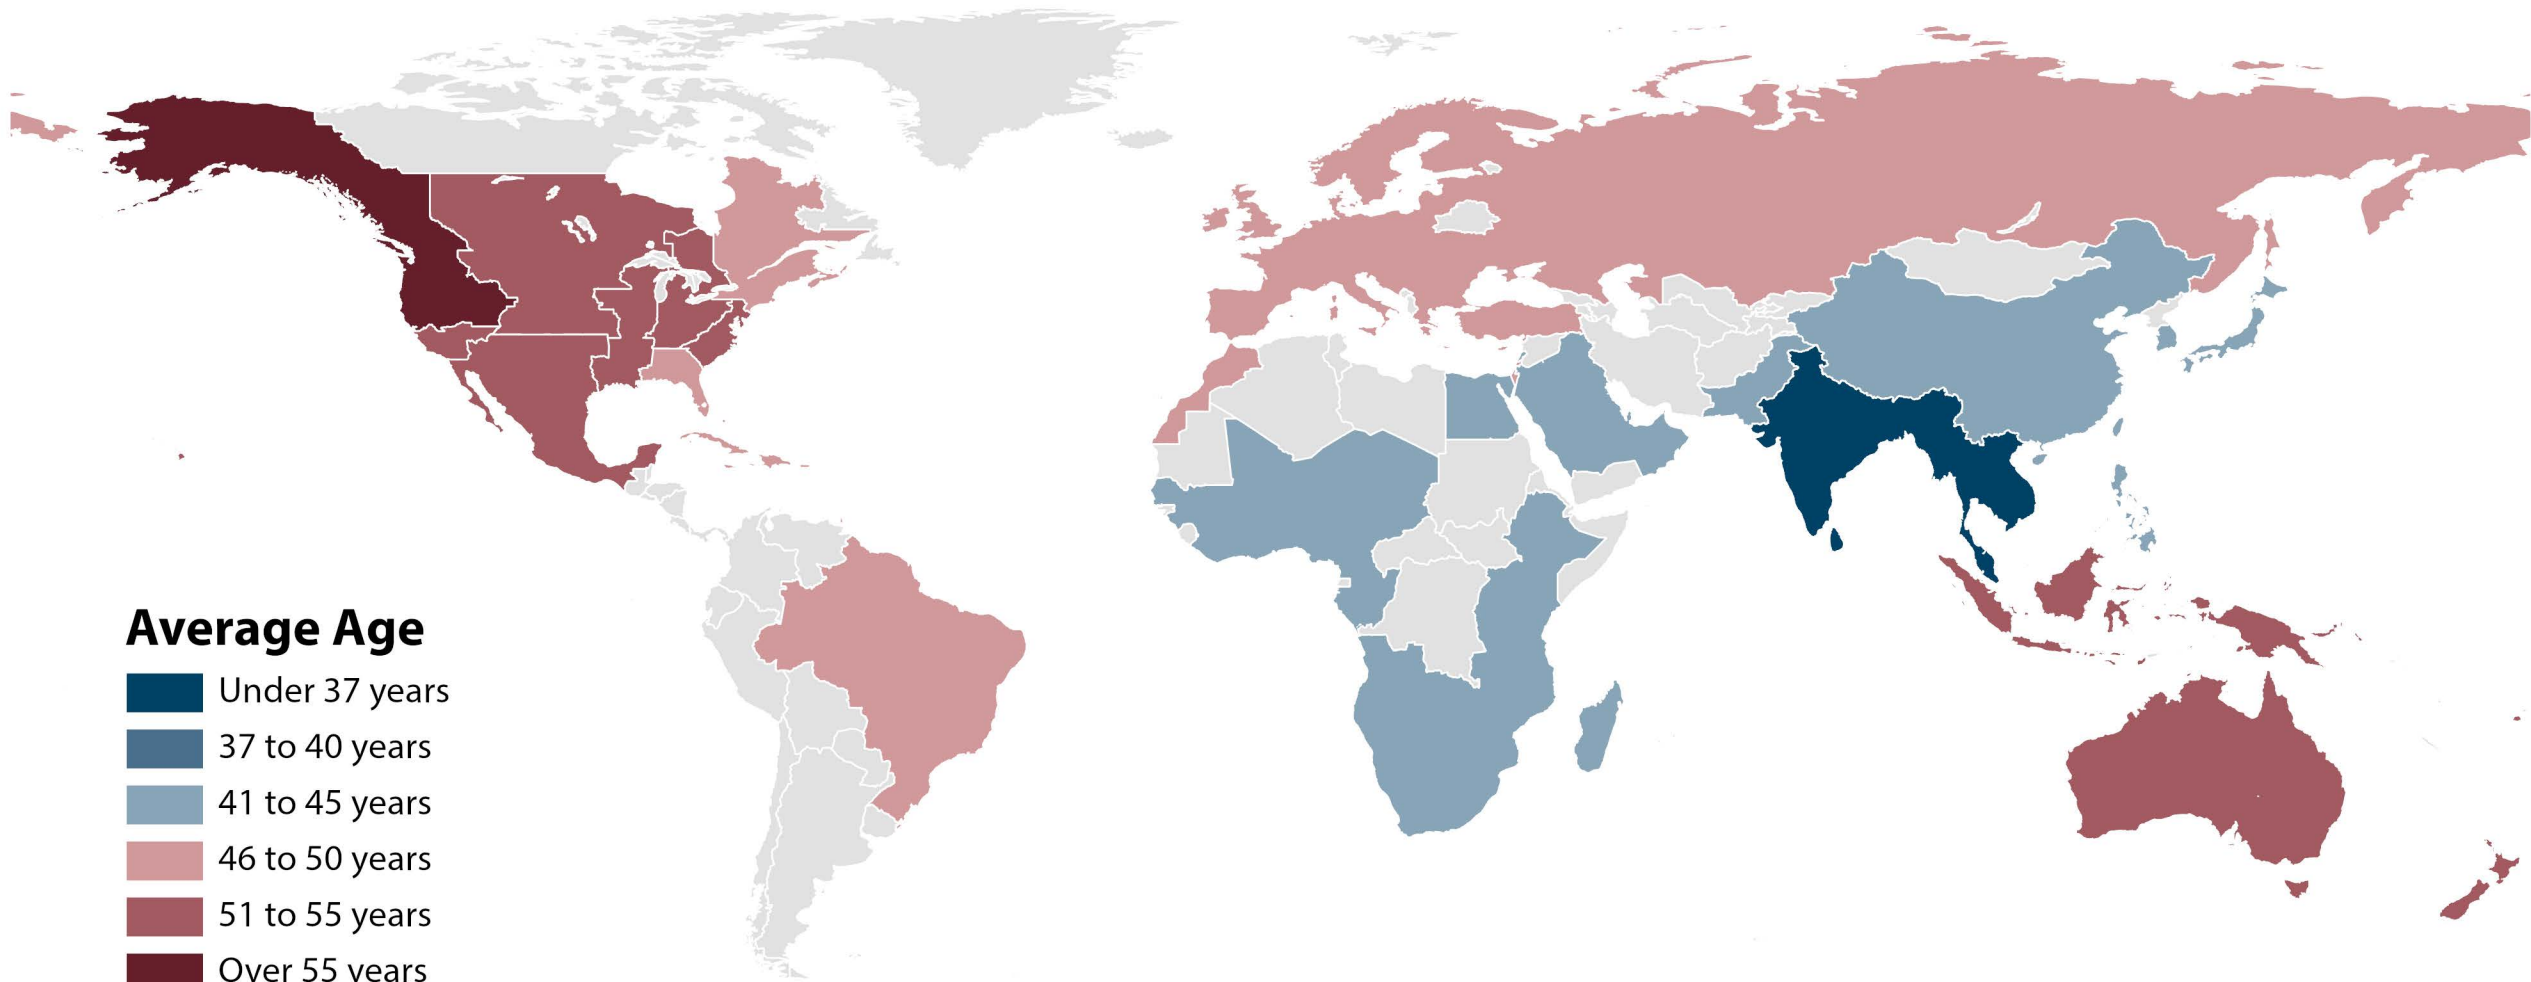 Average Age
Under 37 years
37 to 40 years
41 to 45 years
46 to 50 years
51 to 55 years
Over 55 years